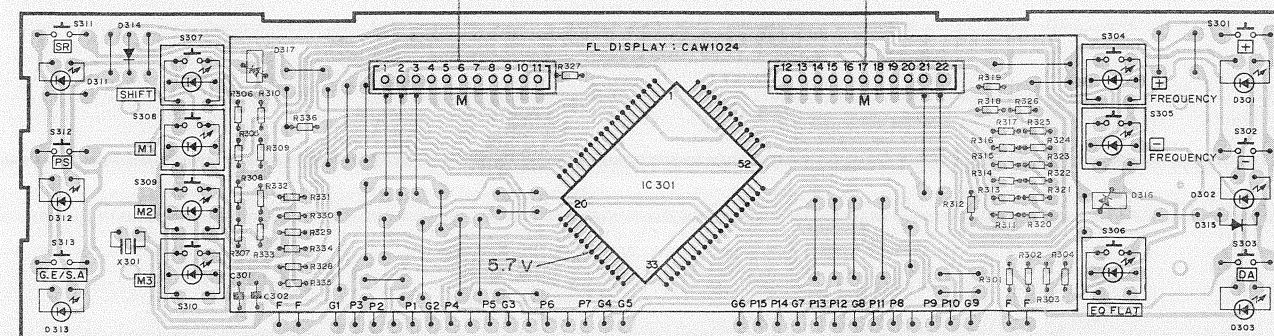 S311
D314
SR
D311
SHIFT
S307
S308
M1
S312
PS
D312
S309
M2
S313
G.E/S.A
D313
X301
M3
S310
FL DISPLAY : CAW1024
D317
R306 R310
R336
R305
R309
R308
R332
R331
R330
R329
R334
R328
R335
R307
R333
C301
C302
1 2 3 4 5 6 7 8 9 10 11
M
R327
12 13 14 15 16 17 18 19 20 21 22
M
1
52
IC 301
20
33
5.7 V
R319
R318 R326
R317 R325
R316 R324
R315 R323
R314 R322
R313 R321
R312
R311 R320
R302 R304
R301
R303
F F G1 P3 P2 P1 G2 P4 P5 G3 P6 P7 G4 G5
G6 P15 P14 G7 P13 P12 G8 P11 P8 P9 P10 G9 F F
S304
+
FREQUENCY
S305
−
FREQUENCY
D316
S306
EQ FLAT
S301
+
D301
S302
−
D302
D315
S303
DA
D303